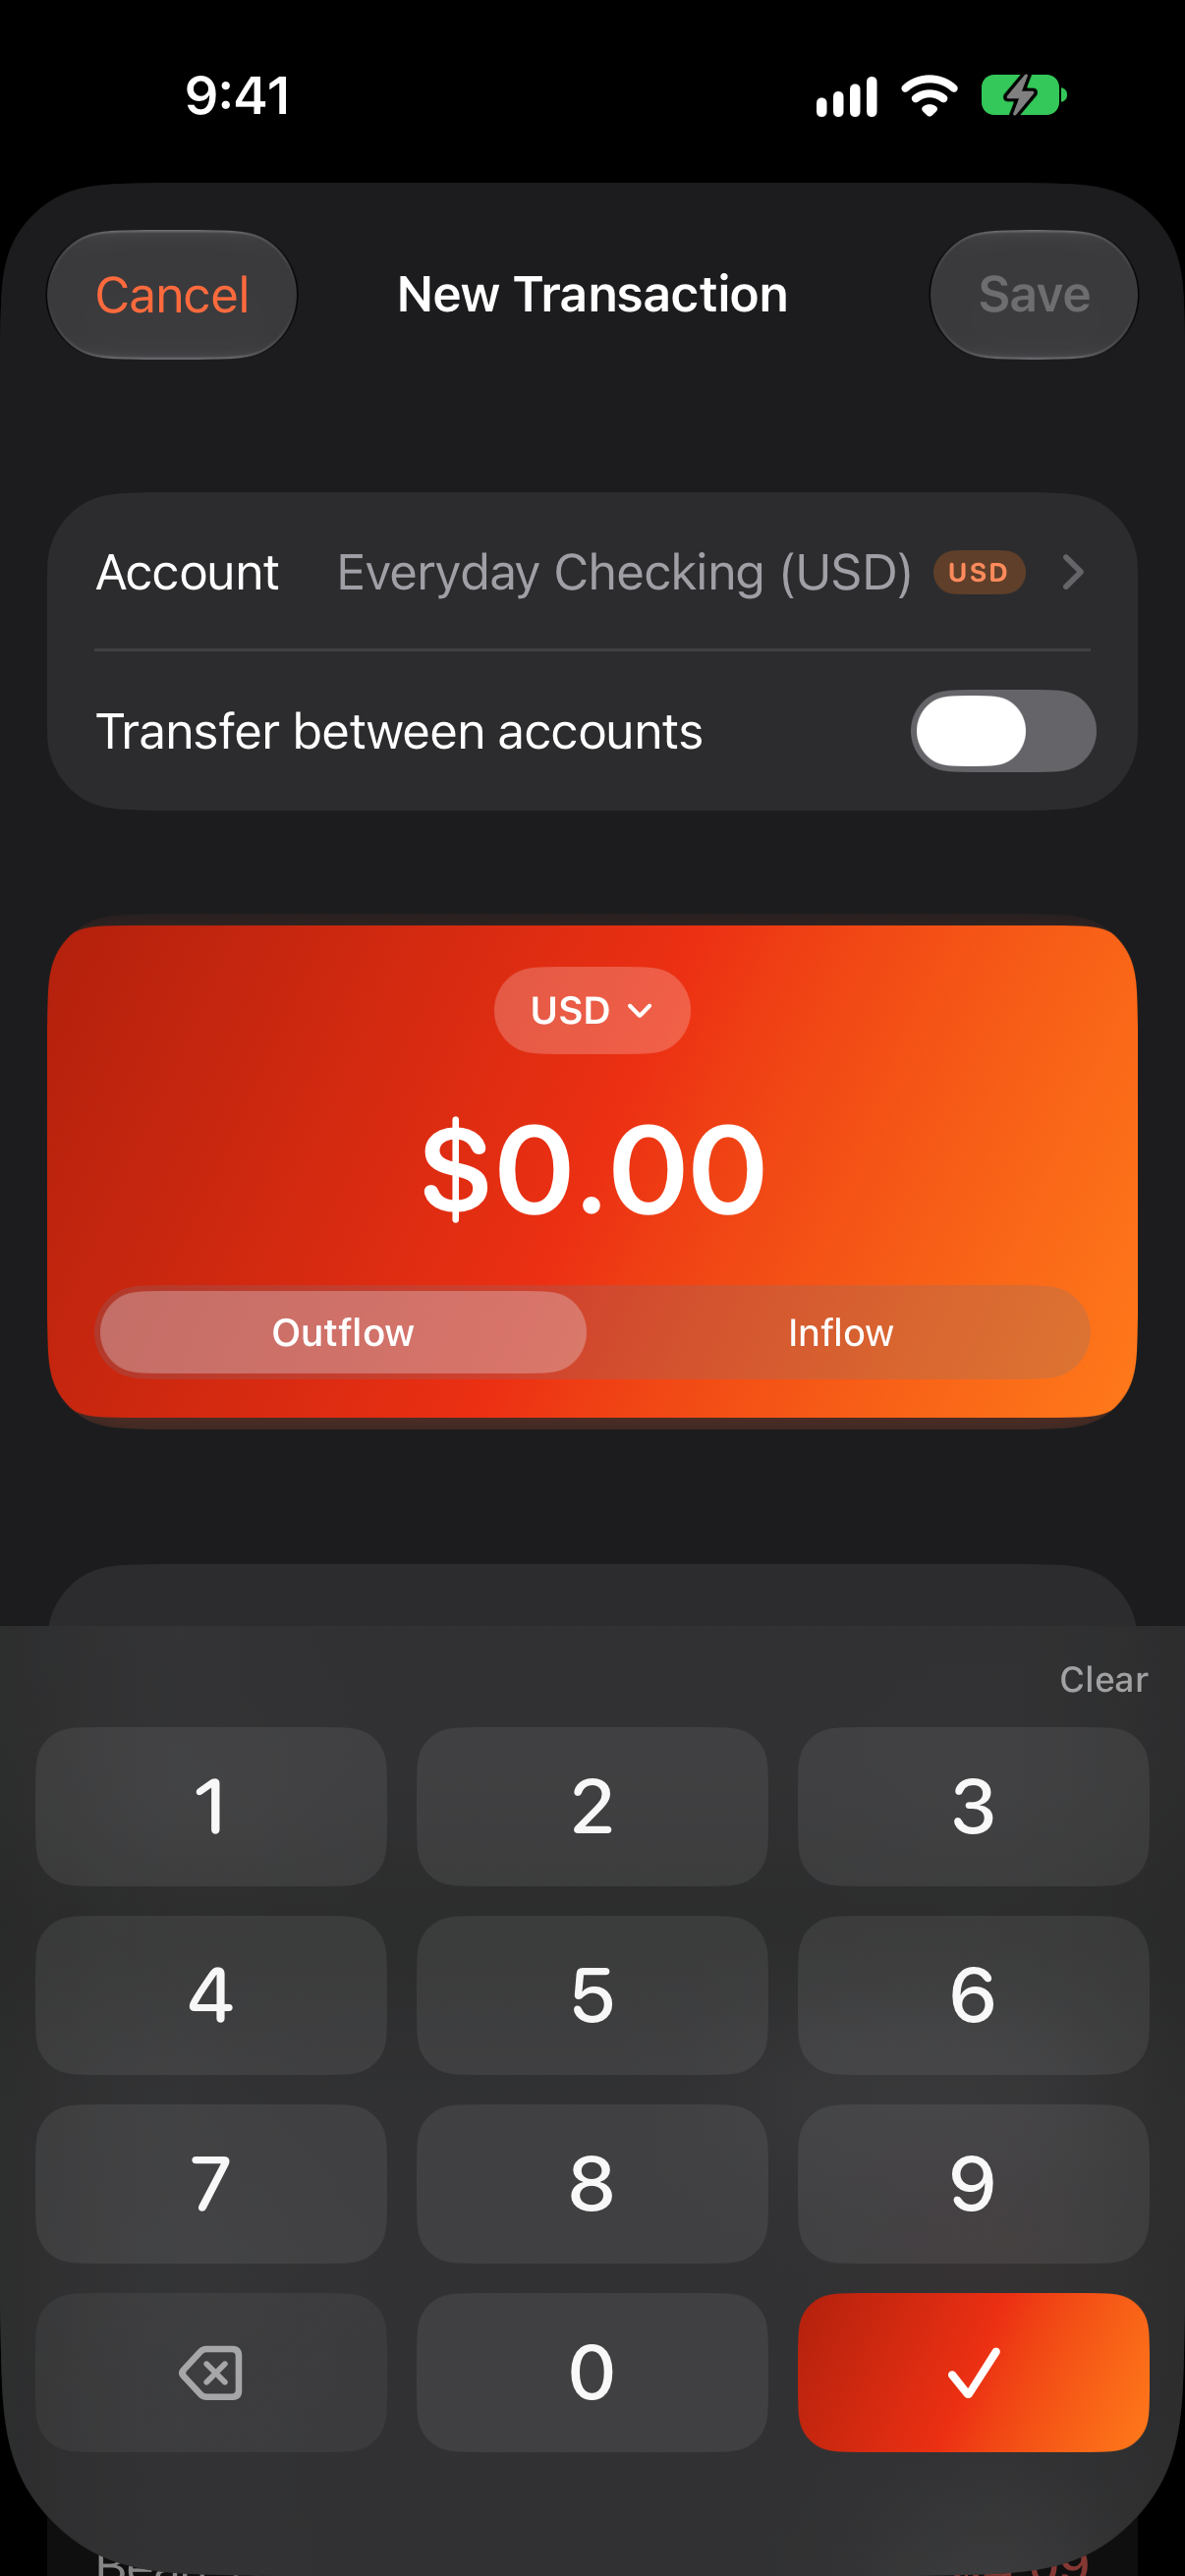 9:41
Cancel New Transaction Save
Account Everyday Checking (USD) USD
Transfer between accounts
USD
$0.00
Outflow Inflow
Clear
1 2 3
4 5 6
7 8 9
0